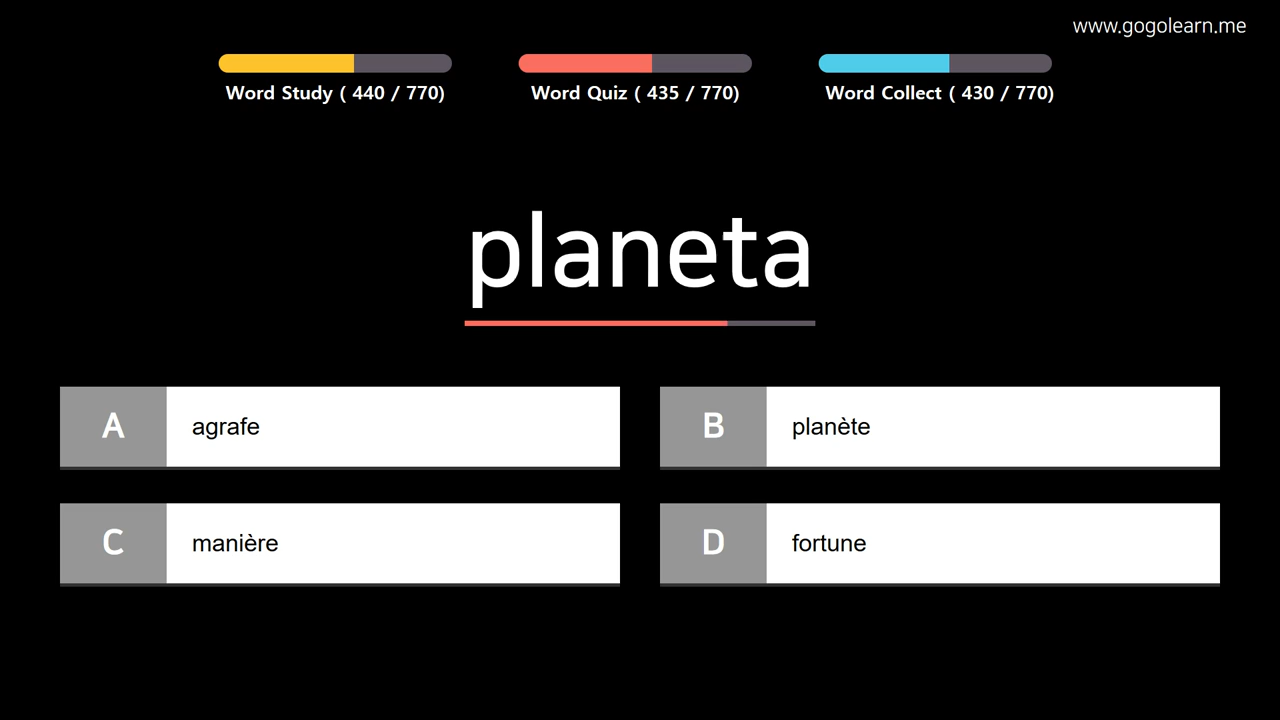 www.gogolearn.me
Word Study ( 440 / 770)
Word Quiz ( 435 / 770)
Word Collect ( 430 / 770)
planeta
A
agrafe
B
planète
C
manière
D
fortune